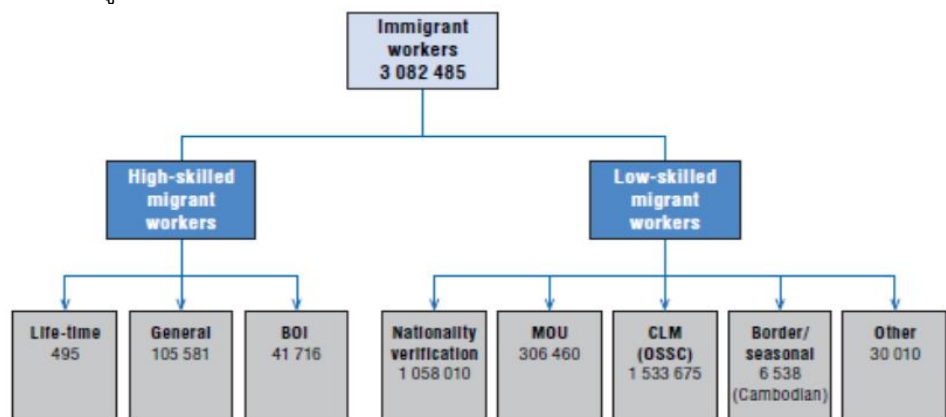 Immigrant
workers
3 082 485
High-skilled
migrant
workers
Low-skilled
migrant
workers
Life-time
495
General
105 581
BOI
41 716
Nationality
verification
1 058 010
MOU
306 460
CLM
(OSSC)
1 533 675
Border/
seasonal
6 538
(Cambodian)
Other
30 010